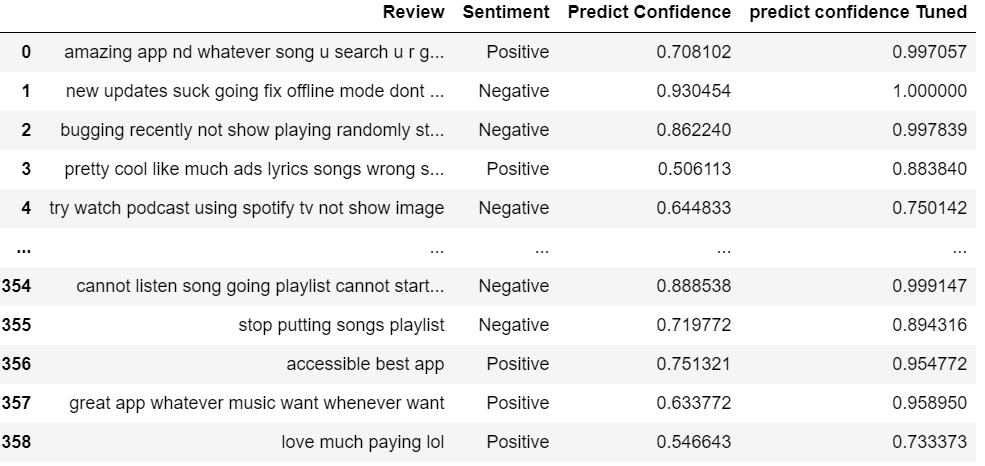 Review Sentiment Predict Confidence predict confidence Tuned
0 amazing app nd whatever song u search u r g... Positive 0.708102 0.997057
1 new updates suck going fix offline mode dont ... Negative 0.930454 1.000000
2 bugging recently not show playing randomly st... Negative 0.862240 0.997839
3 pretty cool like much ads lyrics songs wrong s... Positive 0.506113 0.883840
4 try watch podcast using spotify tv not show image Negative 0.644833 0.750142
... ... ... ... ...
354 cannot listen song going playlist cannot start... Negative 0.888538 0.999147
355 stop putting songs playlist Negative 0.719772 0.894316
356 accessible best app Positive 0.751321 0.954772
357 great app whatever music want whenever want Positive 0.633772 0.958950
358 love much paying lol Positive 0.546643 0.733373